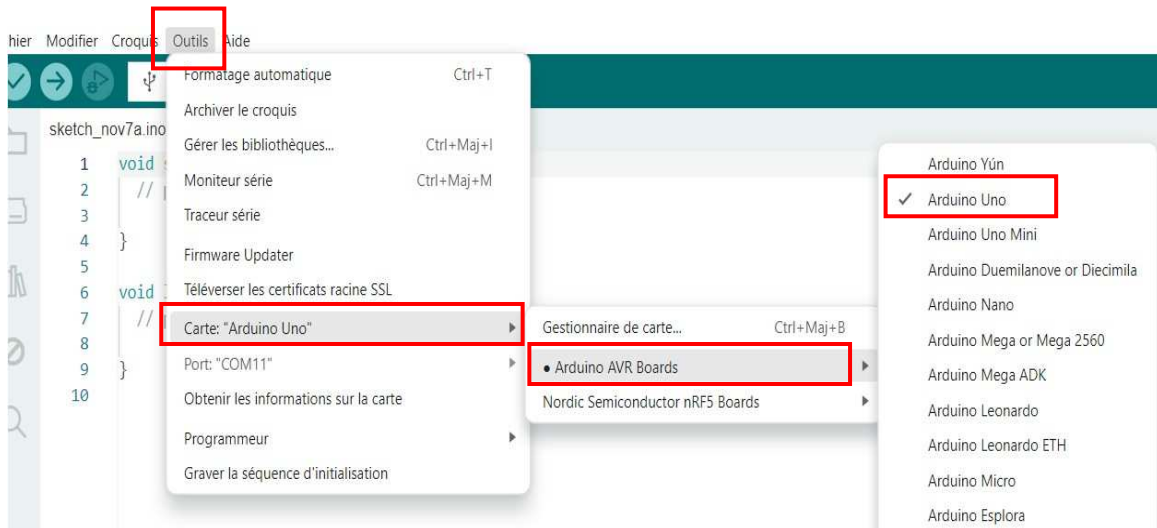 hier Modifier Croquis Outils Aide
Formatage automatique Ctrl+T
Archiver le croquis
sketch_nov7a.ino
Gérer les bibliothèques... Ctrl+Maj+I
Moniteur série Ctrl+Maj+M
Traceur série
Firmware Updater
Téléverser les certificats racine SSL
Carte: "Arduino Uno"
Port: "COM11"
Obtenir les informations sur la carte
Programmeur
Graver la séquence d'initialisation
1 void
2 //
3
4 }
5
6 void
7 //
8
9 }
10
Gestionnaire de carte... Ctrl+Maj+B
● Arduino AVR Boards
Nordic Semiconductor nRF5 Boards
Arduino Yún
✓ Arduino Uno
Arduino Uno Mini
Arduino Duemilanove or Diecimila
Arduino Nano
Arduino Mega or Mega 2560
Arduino Mega ADK
Arduino Leonardo
Arduino Leonardo ETH
Arduino Micro
Arduino Esplora